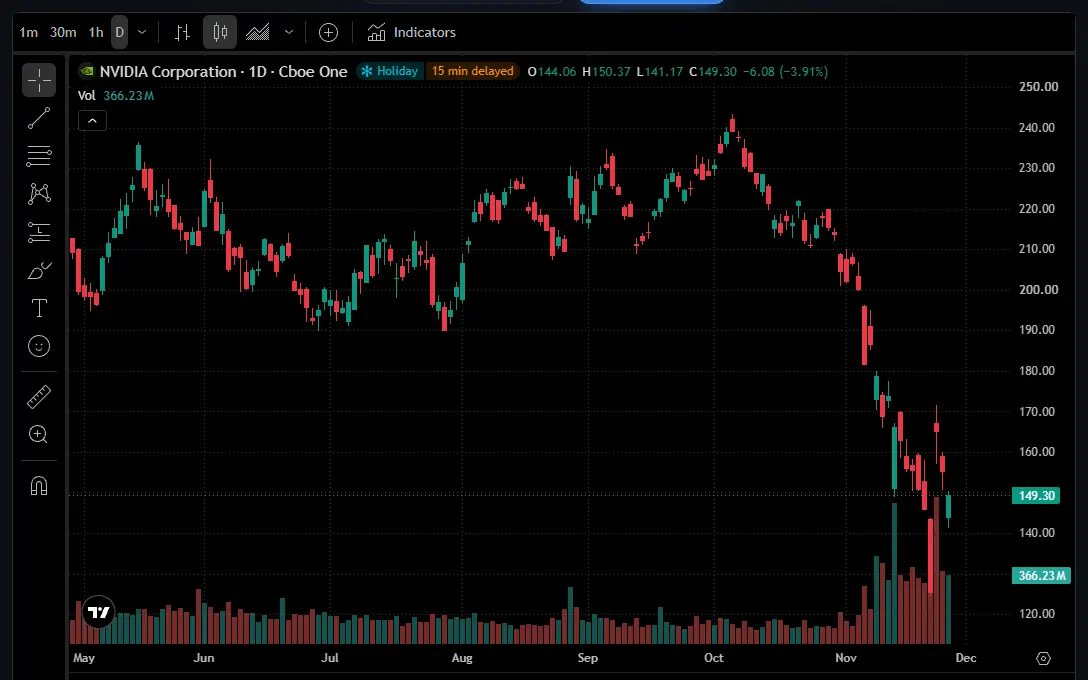 1m 30m 1h D Indicators
NVIDIA Corporation · 1D · Cboe One Holiday 15 min delayed O144.06 H150.37 L141.17 C149.30 −6.08 (−3.91%)
Vol 366.23 M
250.00
240.00
230.00
220.00
210.00
200.00
190.00
180.00
170.00
160.00
149.30
140.00
366.23 M
120.00
May Jun Jul Aug Sep Oct Nov Dec